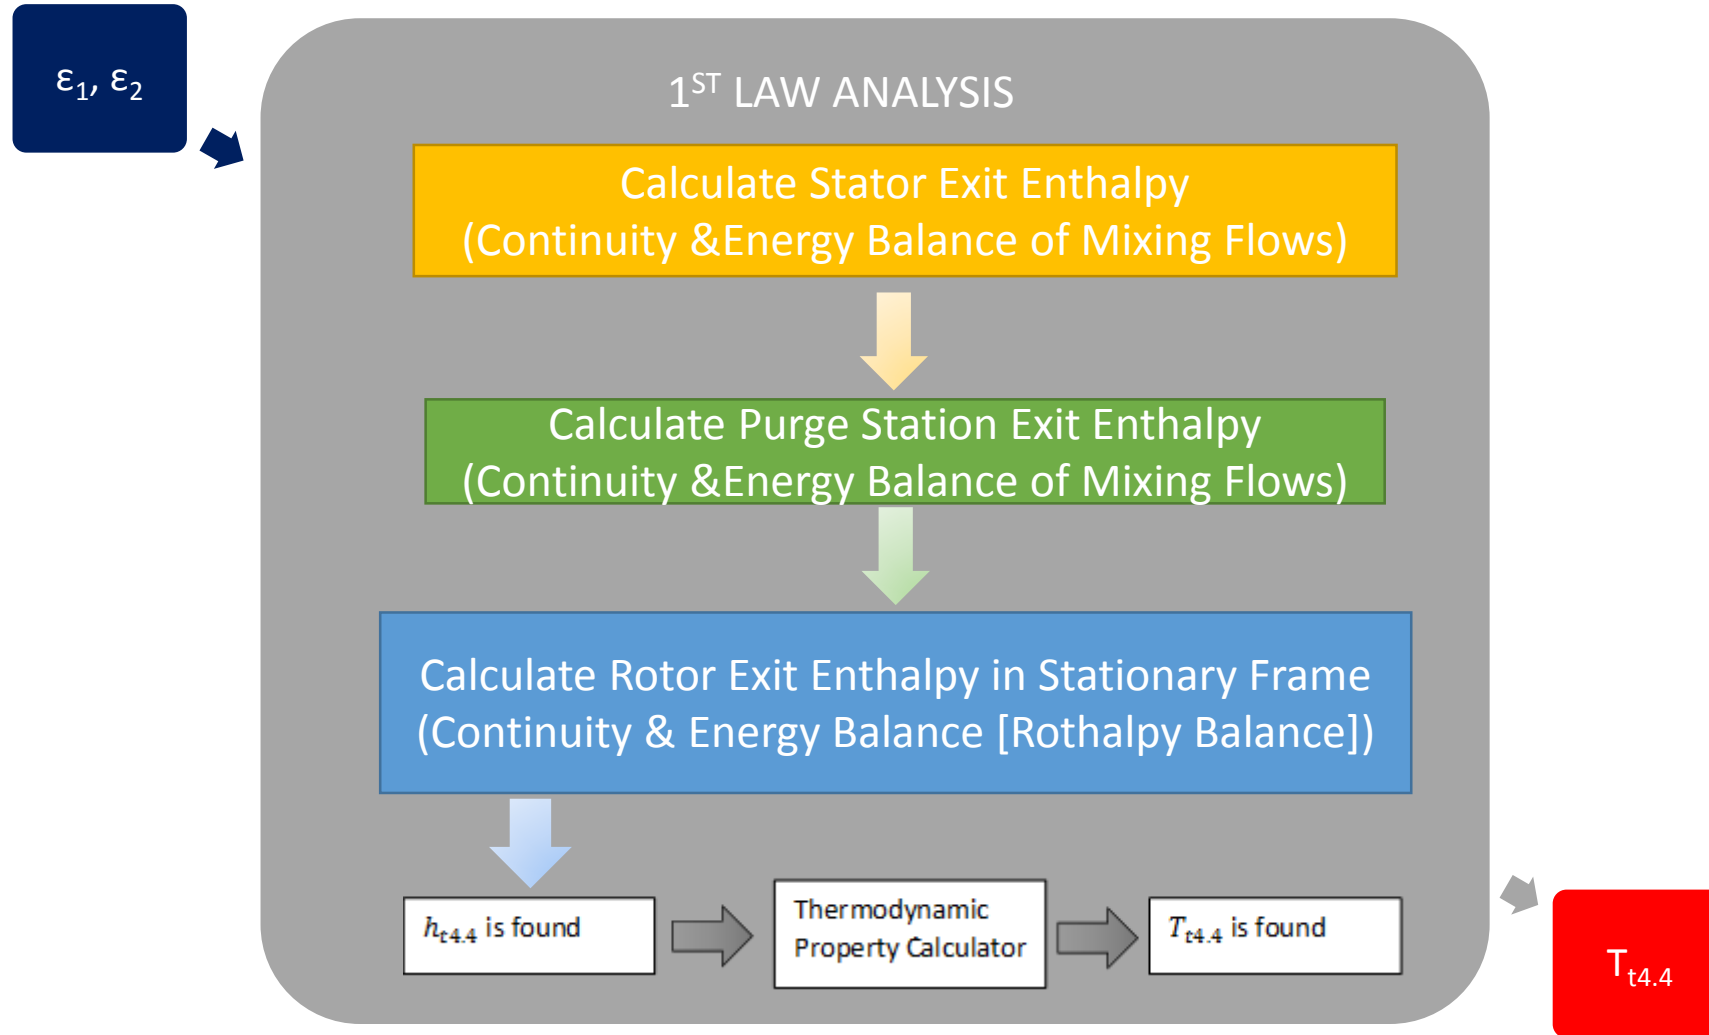 ε₁, ε₂
1ST LAW ANALYSIS
Calculate Stator Exit Enthalpy
(Continuity &Energy Balance of Mixing Flows)
Calculate Purge Station Exit Enthalpy
(Continuity &Energy Balance of Mixing Flows)
Calculate Rotor Exit Enthalpy in Stationary Frame
(Continuity & Energy Balance [Rothalpy Balance])
hₜ₄.₄ is found
Thermodynamic
Property Calculator
Tₜ₄.₄ is found
Tₜ₄.₄